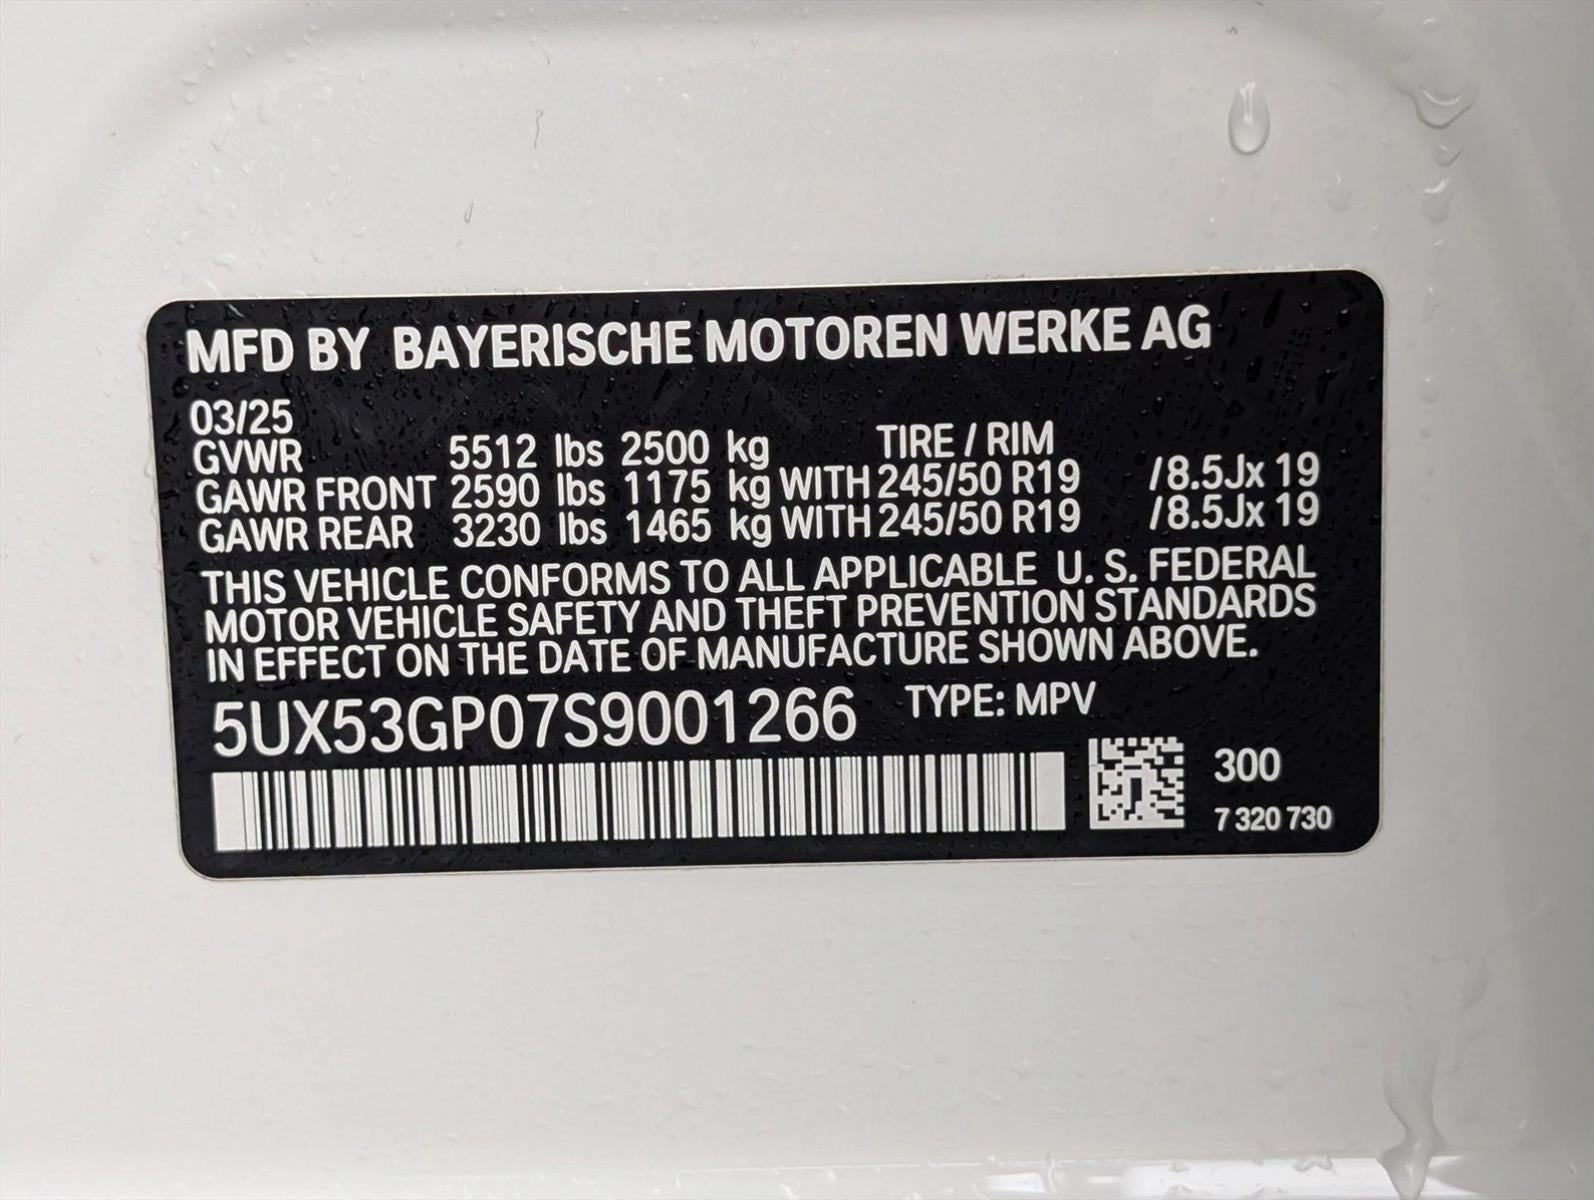 MFD BY BAYERISCHE MOTOREN WERKE AG
03/25
GVWR 5512 lbs 2500 kg TIRE / RIM
GAWR FRONT 2590 lbs 1175 kg WITH 245/50 R19 /8.5Jx 19
GAWR REAR 3230 lbs 1465 kg WITH 245/50 R19 /8.5Jx 19
THIS VEHICLE CONFORMS TO ALL APPLICABLE U. S. FEDERAL
MOTOR VEHICLE SAFETY AND THEFT PREVENTION STANDARDS
IN EFFECT ON THE DATE OF MANUFACTURE SHOWN ABOVE.
5UX53GP07S9001266 TYPE: MPV
300
7 320 730